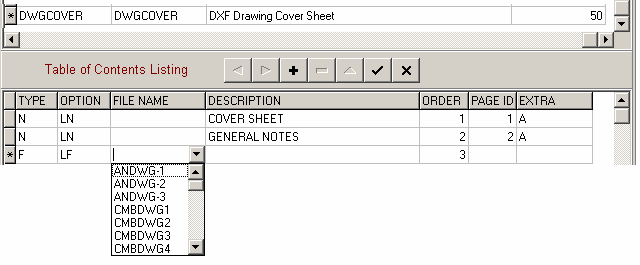 * DWGCOVER DWGCOVER DXF Drawing Cover Sheet 50
Table of Contents Listing
TYPE OPTION FILE NAME DESCRIPTION ORDER PAGE ID EXTRA
N LN COVER SHEET 1 1 A
N LN GENERAL NOTES 2 2 A
* F LF 3
ANDWG-1
ANDWG-2
ANDWG-3
CMBDWG1
CMBDWG2
CMBDWG3
CMBDWG4